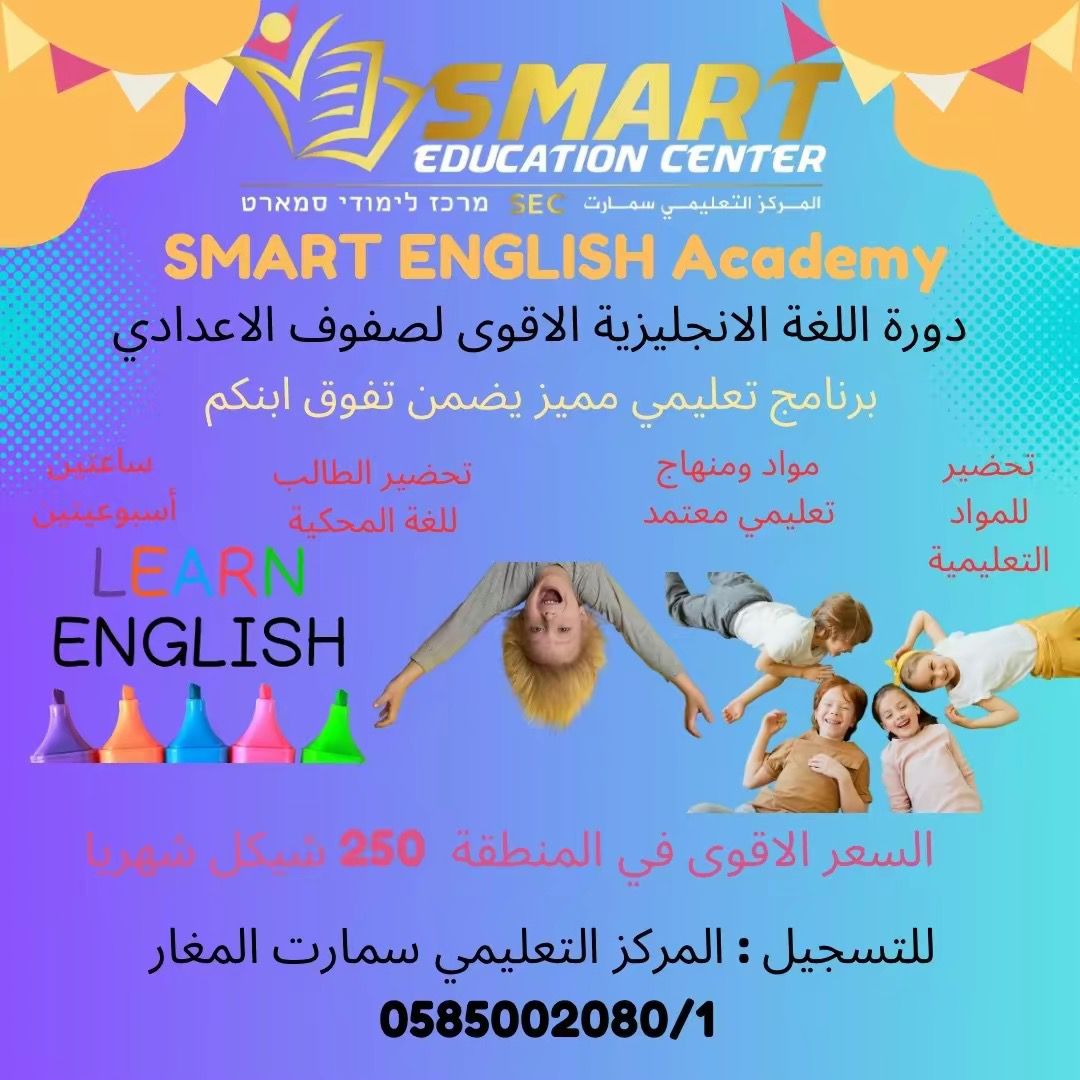 SMART
EDUCATION CENTER
المركز التعليمي سمارت SEC מרכז לימודי סמארט
SMART ENGLISH Academy
دورة اللغة الانجليزية الاقوى لصفوف الاعدادي
برنامج تعليمي مميز يضمن تفوق ابنكم
تحضير
للمواد
التعليمية
مواد ومنهاج
تعليمي معتمد
تحضير الطالب
للغة المحكية
ساعتين
أسبوعيتين
LEARN
ENGLISH
السعر الاقوى في المنطقة 250 شيكل شهريا
للتسجيل : المركز التعليمي سمارت المغار
0585002080/1